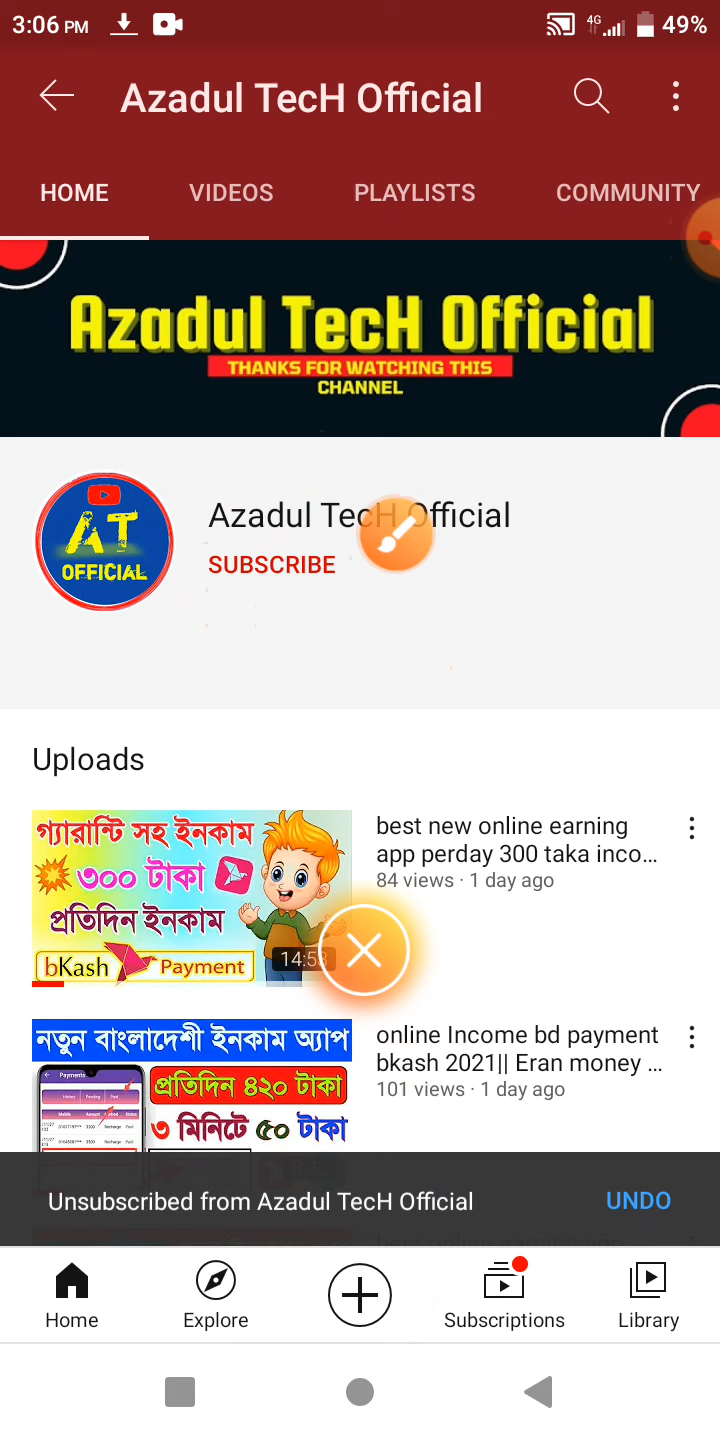 3:06 PM
4G
49%
Azadul TecH Official
HOME
VIDEOS
PLAYLISTS
COMMUNITY
Azadul TecH Official
THANKS FOR WATCHING THIS
CHANNEL
AT
OFFICIAL
Azadul TecH Official
SUBSCRIBE
Uploads
গ্যারান্টি সহ ইনকাম
৩০০ টাকা
প্রতিদিন ইনকাম
bKash Payment
best new online earning
app perday 300 taka inco...
84 views · 1 day ago
নতুন বাংলাদেশী ইনকাম অ্যাপ
Payments
History Pending Paid
প্রতিদিন ৪২০ টাকা
৩ মিনিটে ৫০ টাকা
online Income bd payment
bkash 2021|| Eran money ...
101 views · 1 day ago
Unsubscribed from Azadul TecH Official
UNDO
Home
Explore
Subscriptions
Library